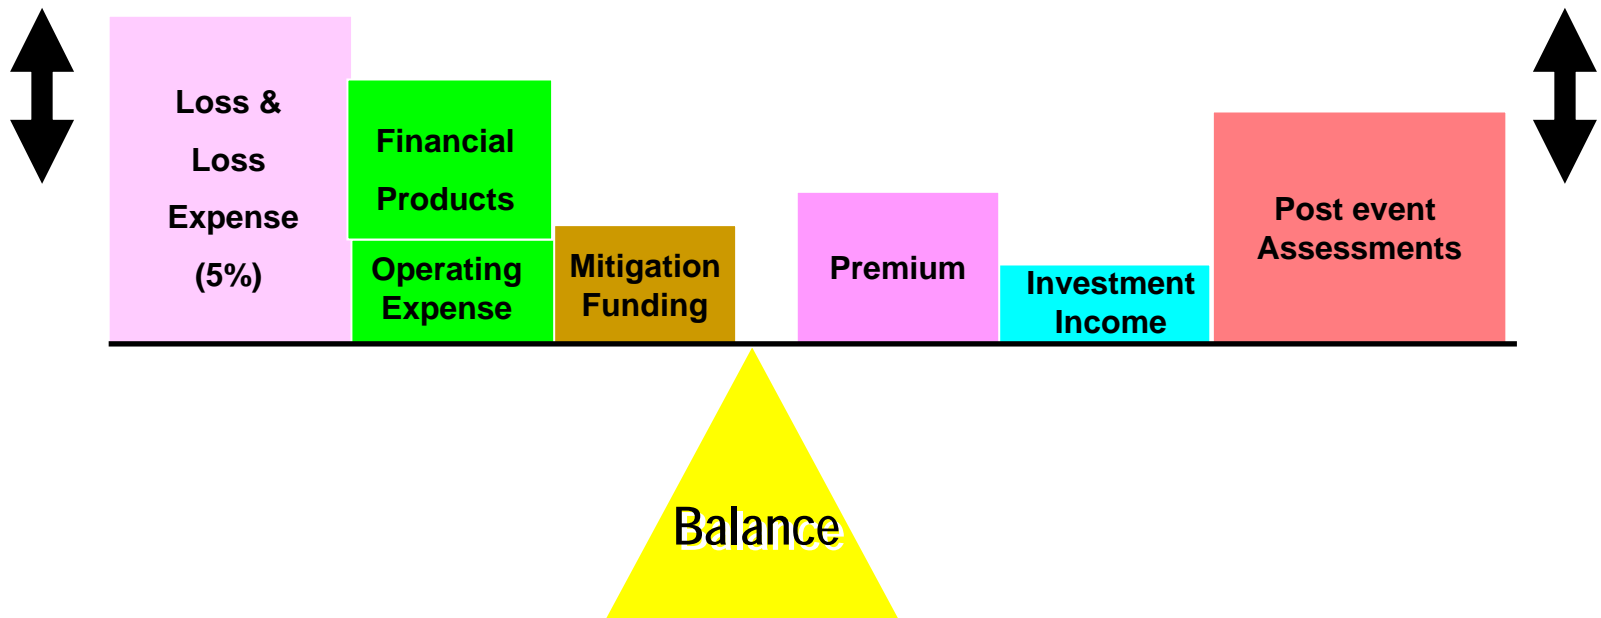 Loss &
Loss
Expense
(5%)
Financial
Products
Operating
Expense
Mitigation
Funding
Premium
Investment
Income
Post event
Assessments
Balance